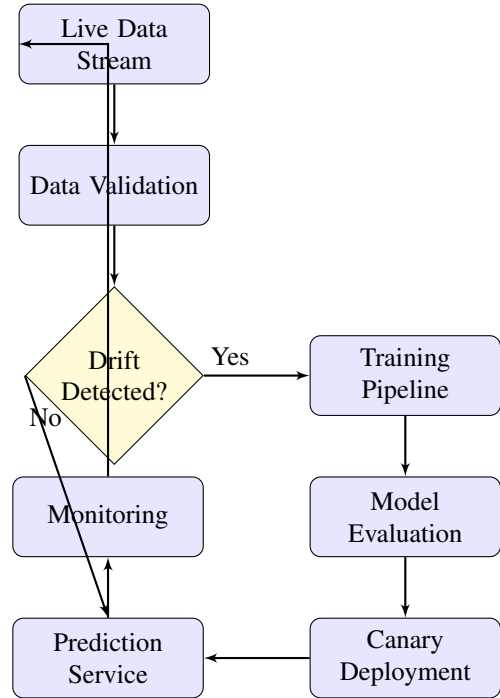 Live Data
Stream
Data Validation
Drift
Detected?
Yes
No
Training
Pipeline
Monitoring
Model
Evaluation
Prediction
Service
Canary
Deployment